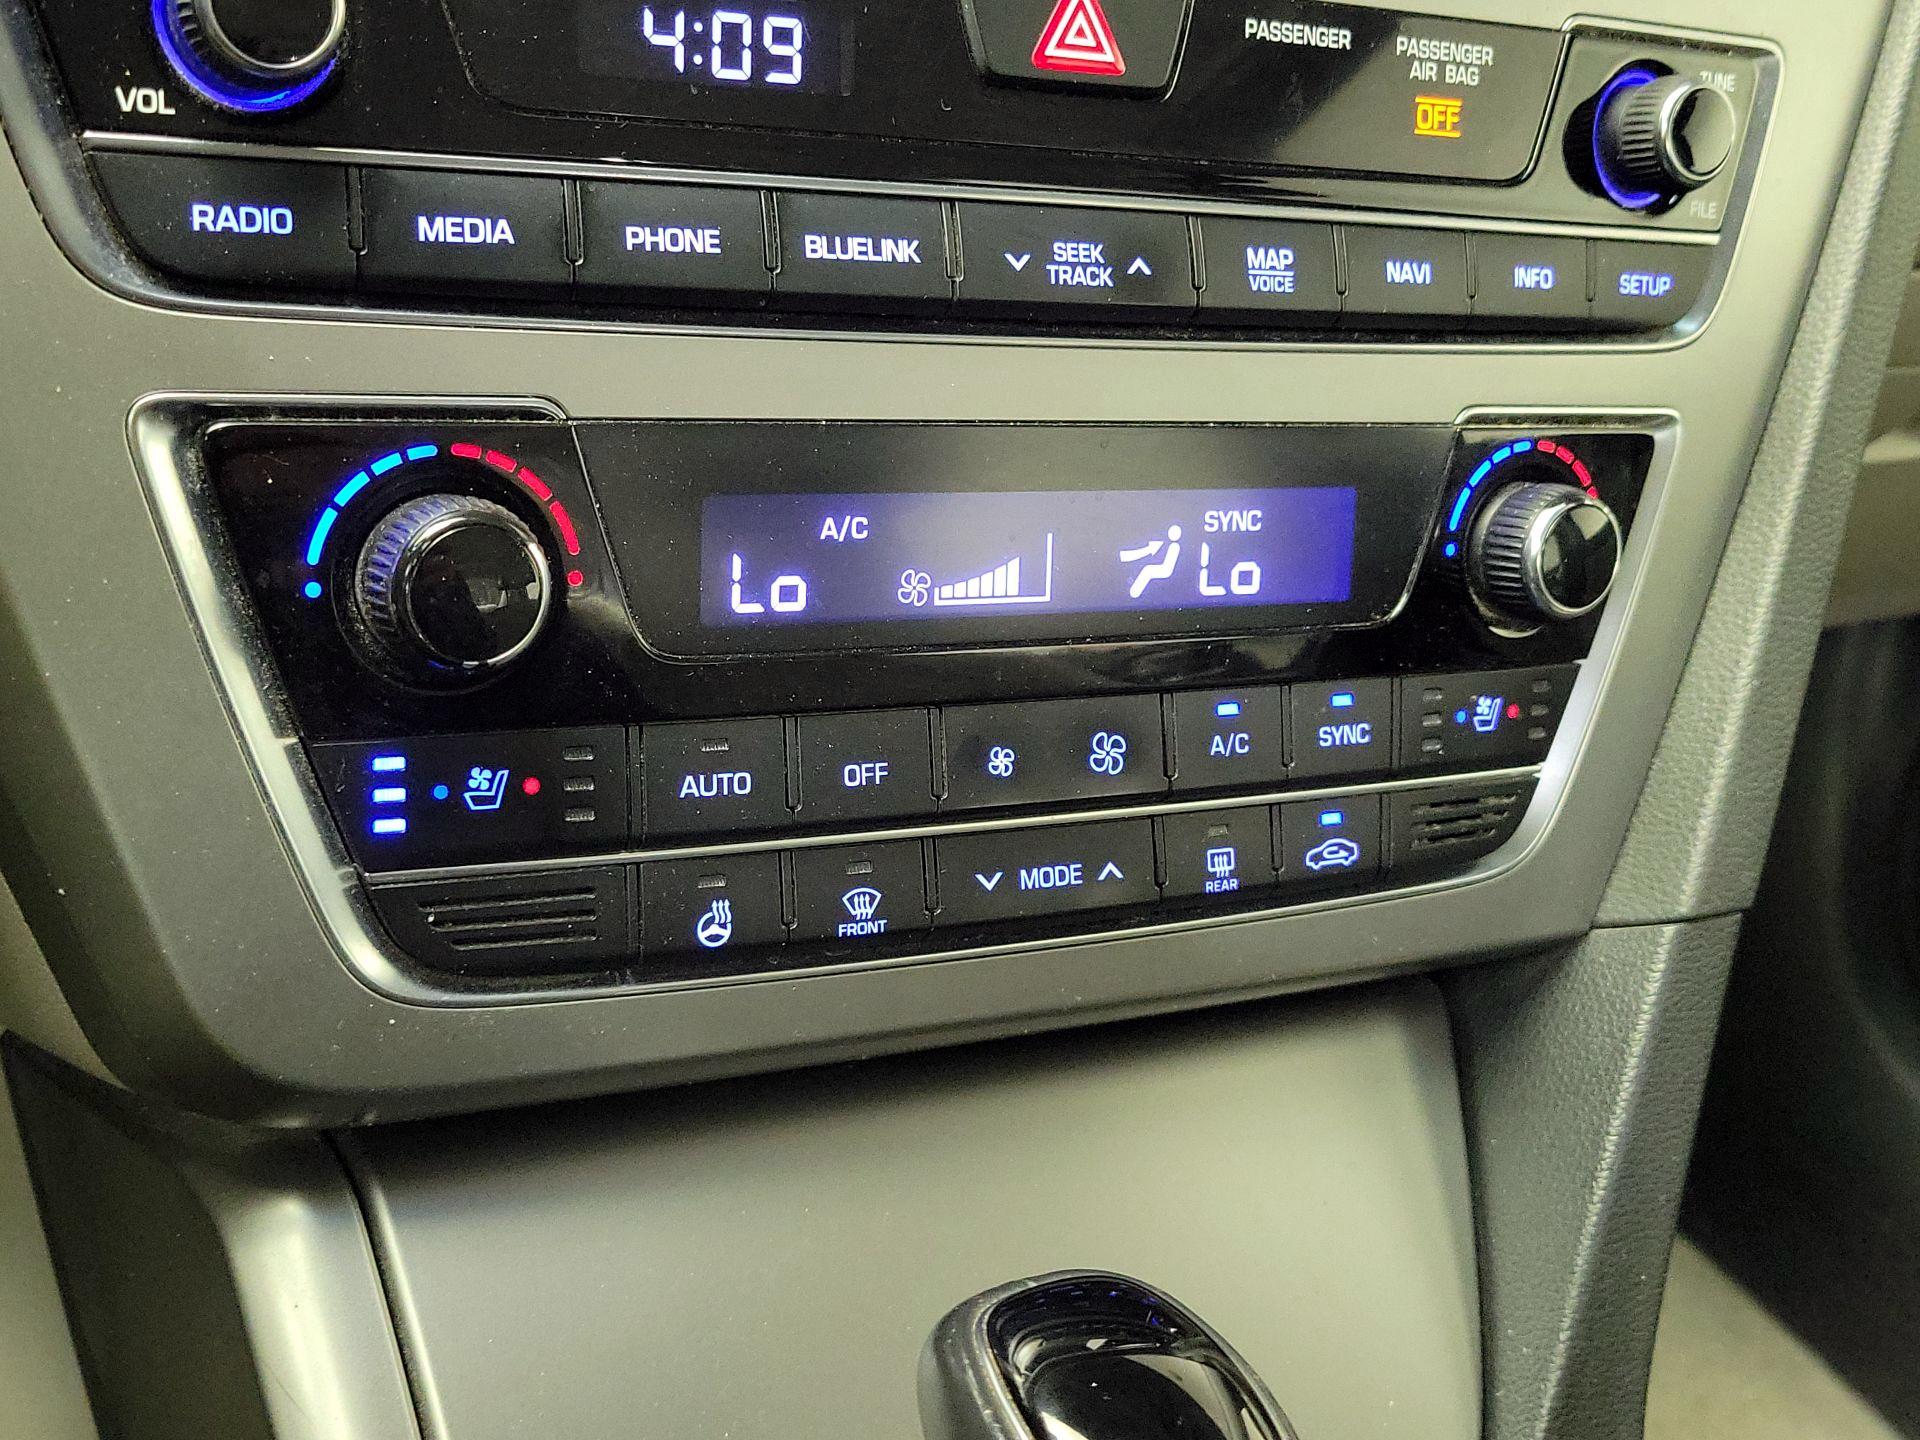 VOL
4:09
PASSENGER
PASSENGER
AIR BAG
OFF
TUNE
FILE
RADIO
MEDIA
PHONE
BLUELINK
SEEK
TRACK
MAP
VOICE
NAVI
INFO
SETUP
A/C
SYNC
Lo
Lo
AUTO
OFF
A/C
SYNC
FRONT
MODE
REAR